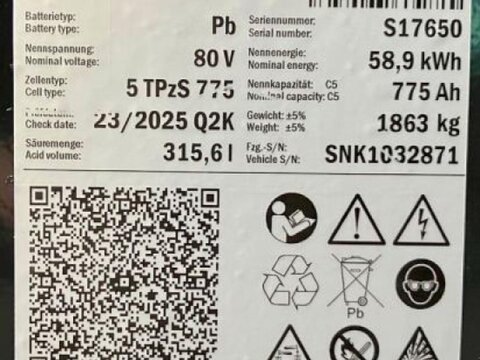 Batterietyp:
Battery type:
Pb
Seriennummer:
Serial number:
S17650
Nennspannung:
Nominal voltage:
80 V
Nennenergie:
Nominal energy:
58,9 kWh
Zellentyp:
Cell type:
5 TPzS 775
Nennkapazität: C5
Nominal capacity: C5
775 Ah
Check date:
23/2025 Q2K
Gewicht: ±5%
Weight: ±5%
1863 kg
Säuremenge:
Acid volume:
315,6 l
Fzg.-S/N:
Vehicle S/N:
SNK1032871
Pb